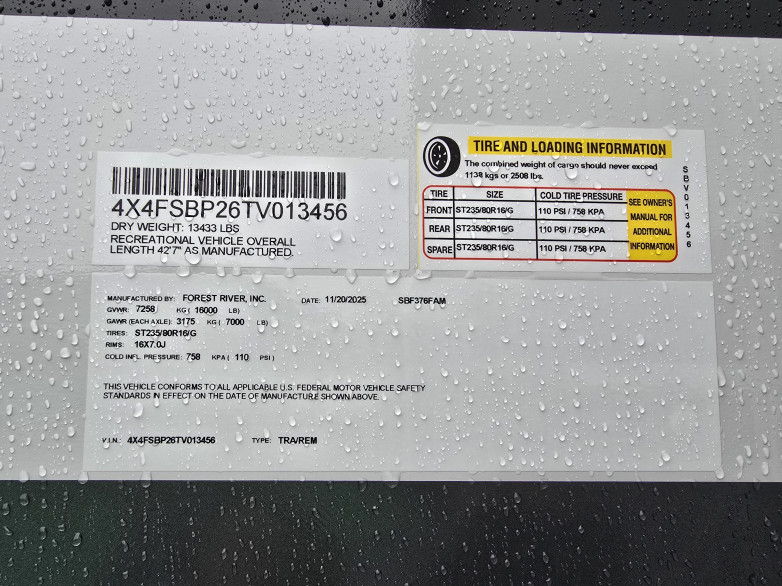 4X4FSBP26TV013456
DRY WEIGHT: 13433 LBS
RECREATIONAL VEHICLE OVERALL
LENGTH 42'7" AS MANUFACTURED.
TIRE AND LOADING INFORMATION
The combined weight of cargo should never exceed
1138 kgs or 2508 lbs.
TIRE SIZE COLD TIRE PRESSURE
FRONT ST235/80R16/G 110 PSI / 758 KPA
REAR ST235/80R16/G 110 PSI / 758 KPA
SPARE ST235/80R16/G 110 PSI / 758 KPA
SEE OWNER'S
MANUAL FOR
ADDITIONAL
INFORMATION
SBV013456
MANUFACTURED BY: FOREST RIVER, INC. DATE: 11/20/2025 SBF376FAM
GVWR: 7258 KG ( 16000 LB)
GAWR (EACH AXLE): 3175 KG ( 7000 LB)
TIRES: ST235/80R16/G
RIMS: 16X7.0J
COLD INFL. PRESSURE: 758 KPA ( 110 PSI )
THIS VEHICLE CONFORMS TO ALL APPLICABLE U.S. FEDERAL MOTOR VEHICLE SAFETY
STANDARDS IN EFFECT ON THE DATE OF MANUFACTURE SHOWN ABOVE.
V.I.N.: 4X4FSBP26TV013456 TYPE: TRA/REM